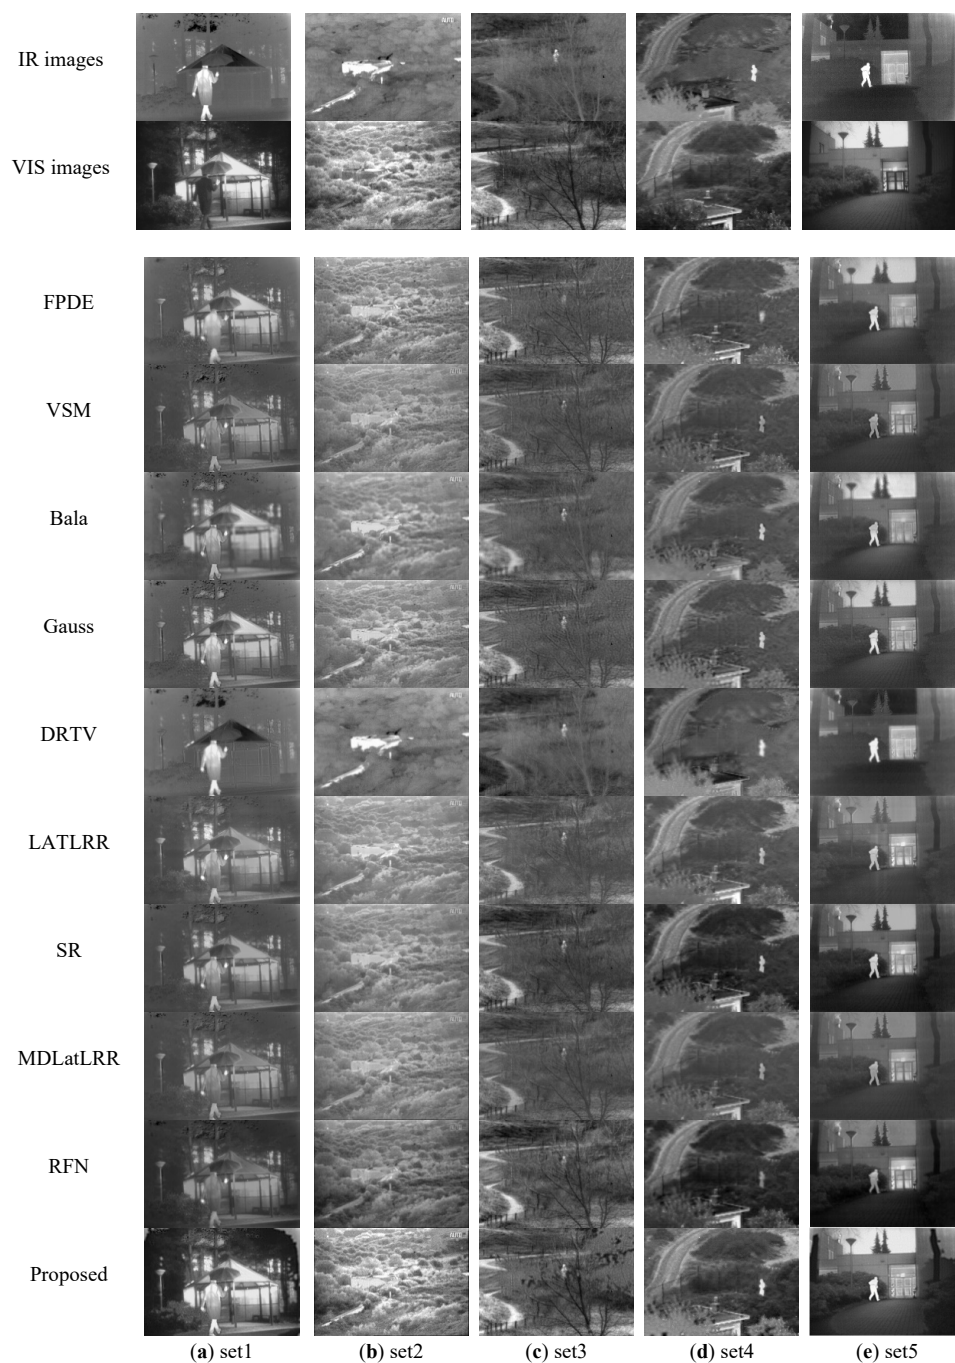 AUTO
IR images
VIS images
FPDE
VSM
Bala
Gauss
DRTV
LATLRR
SR
MDLatLRR
RFN
Proposed
(a) set1 (b) set2 (c) set3 (d) set4 (e) set5